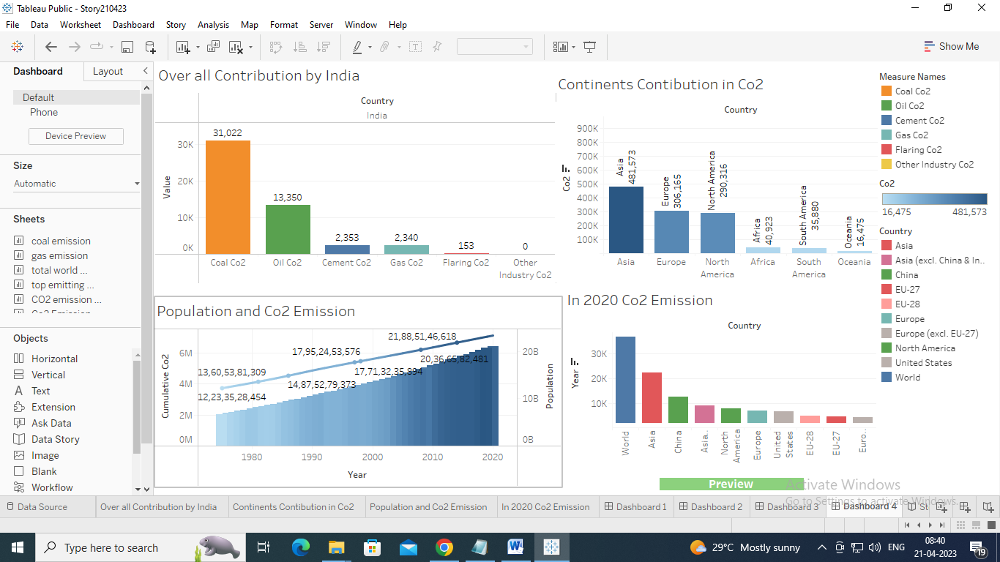 Tableau Public - Story210423
File Data Worksheet Dashboard Story Analysis Map Format Server Window Help
Show Me
Dashboard Layout
Default
Phone
Device Preview
Size
Automatic
Sheets
coal emission
gas emission
total world ...
top emitting ...
CO2 emission ...
Objects
Horizontal
Vertical
Text
Extension
Ask Data
Data Story
Image
Blank
Workflow
Over all Contribution by India
Country
India
Value
30K
20K
10K
0K
31,022
13,350
2,353
2,340
153
0
Coal Co2 Oil Co2 Cement Co2 Gas Co2 Flaring Co2 Other
Industry Co2
Continents Contibution in Co2
Country
Co2
900K
800K
700K
600K
500K
400K
300K
200K
100K
Asia
481,573
Europe
306,165
North America
290,316
Africa
40,923
South America
35,880
Oceania
16,475
Asia Europe North Africa South Oceania
America America
Population and Co2 Emission
Cumulative Co2
6M
4M
2M
0M
21,88,51,46,618
17,95,24,53,576
20,36,65,82,481
13,60,53,81,309
17,71,32,35,894
14,87,52,79,373
12,23,35,28,454
20B
10B
0B
Population
1980 1990 2000 2010 2020
Year
In 2020 Co2 Emission
Country
Year
30K
20K
10K
World
Asia
China
Asia..
North
America
Europe
United
States
EU-28
EU-27
Euro..
Preview
Measure Names
Coal Co2
Oil Co2
Cement Co2
Gas Co2
Flaring Co2
Other Industry Co2
Co2
16,475 481,573
Country
Asia
Asia (excl. China & In..
China
EU-27
EU-28
Europe
Europe (excl. EU-27)
North America
United States
World
Activate Windows
Go to Settings to activate Windows.
Data Source Over all Contribution by India Continents Contibution in Co2 Population and Co2 Emission In 2020 Co2 Emission Dashboard 1 Dashboard 2 Dashboard 3 Dashboard 4 St
Type here to search
W
29°C Mostly sunny
ENG
08:40
21-04-2023
19